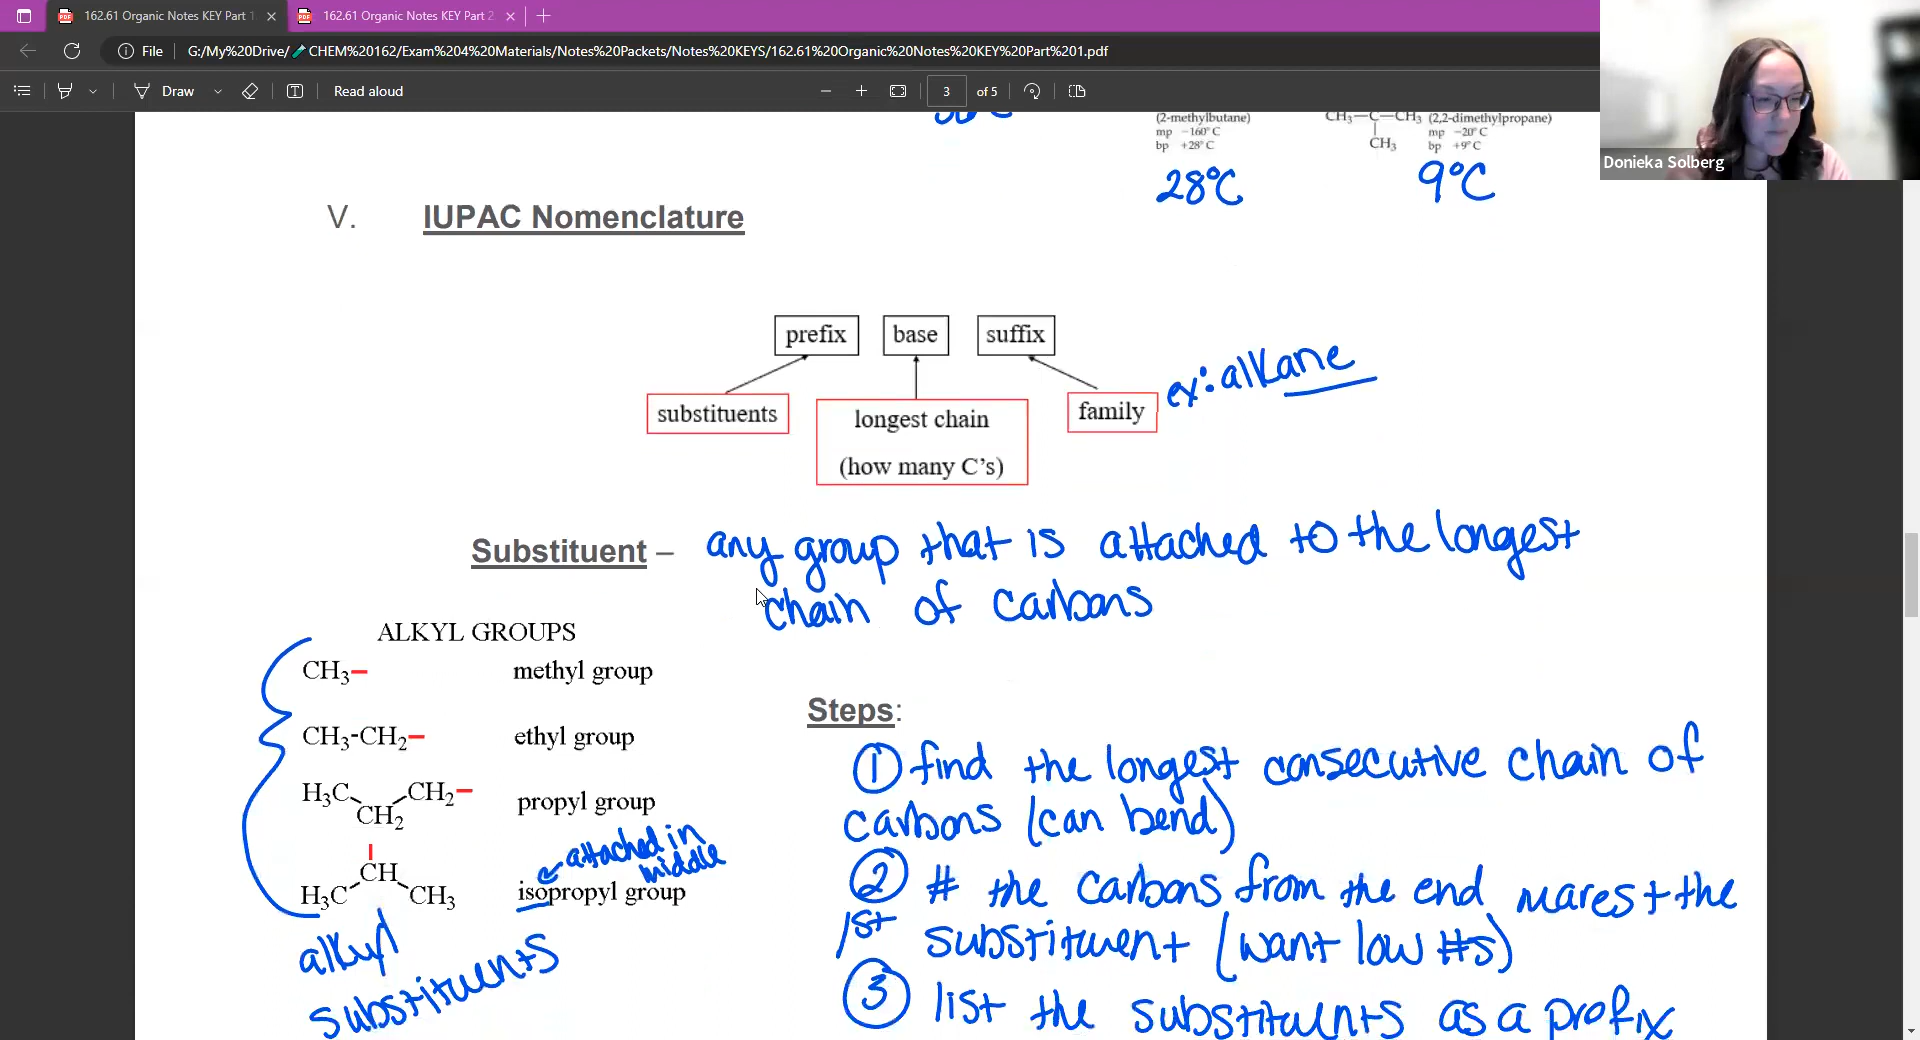 162.61 Organic Notes KEY Part 1
162.61 Organic Notes KEY Part 2
File
G:/My%20Drive/🧪CHEM%20162/Exam%204%20Materials/Notes%20Packets/Notes%20KEYS/162.61%20Organic%20Notes%20KEY%20Part%201.pdf
Draw
Read aloud
3 of 5
Donieka Solberg
(2-methylbutane)
mp −160°C
bp +28°C
28°C
CH3—C—CH3 (2,2-dimethylpropane)
CH3
mp −20°C
bp +9°C
9°C
V. IUPAC Nomenclature
prefix base suffix
substituents
longest chain
(how many C's)
family
ex: alkane
Substituent – any group that is attached to the longest
chain of carbons
ALKYL GROUPS
CH3– methyl group
CH3-CH2– ethyl group
H3C CH2– propyl group
CH2
attached in
middle
CH
H3C CH3 isopropyl group
alkyl
substituents
Steps:
① find the longest consecutive chain of
carbons (can bend)
② # the carbons from the end nearest the
1st substituent (want low #s)
③ list the substituents as a prefix